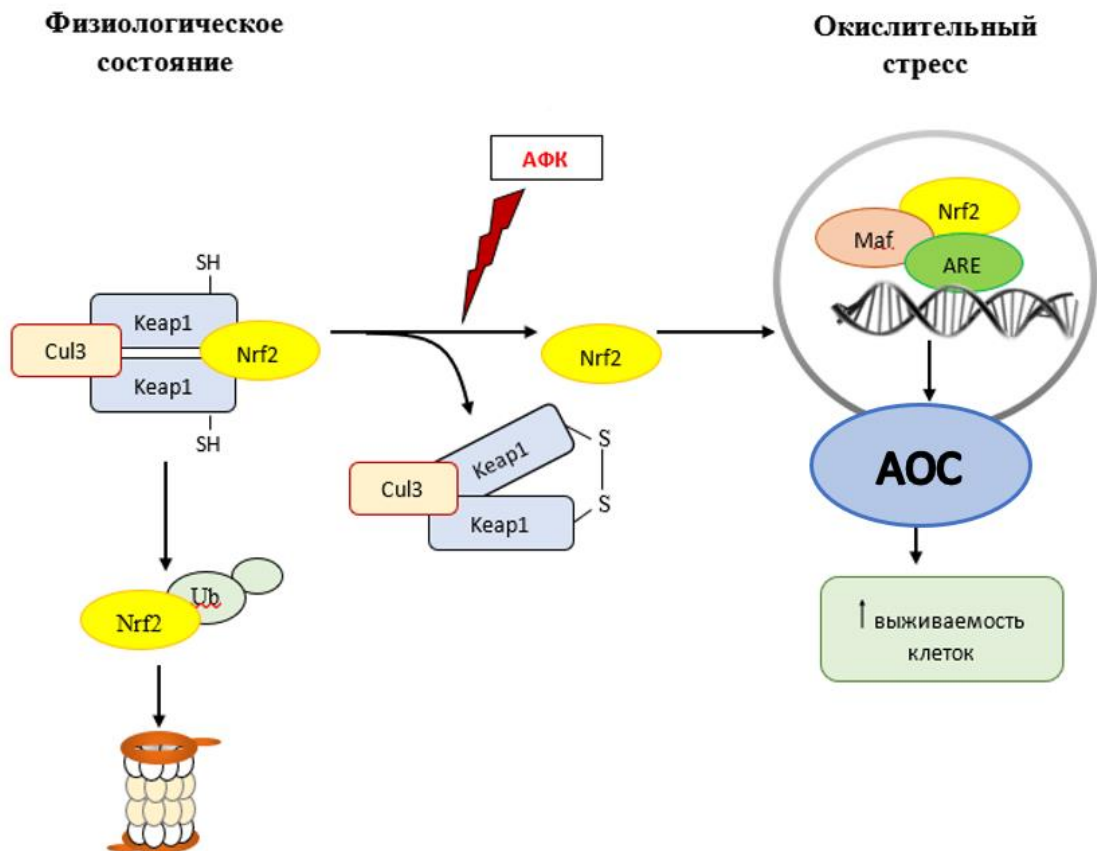 Физиологическое
состояние
Окислительный
стресс
АФК
Nrf2
Maf
ARE
SH
Keap1
Cul3
Nrf2
Keap1
SH
Nrf2
Keap1
S
Cul3
S
Keap1
АОС
Ub
Nrf2
↑ выживаемость
клеток